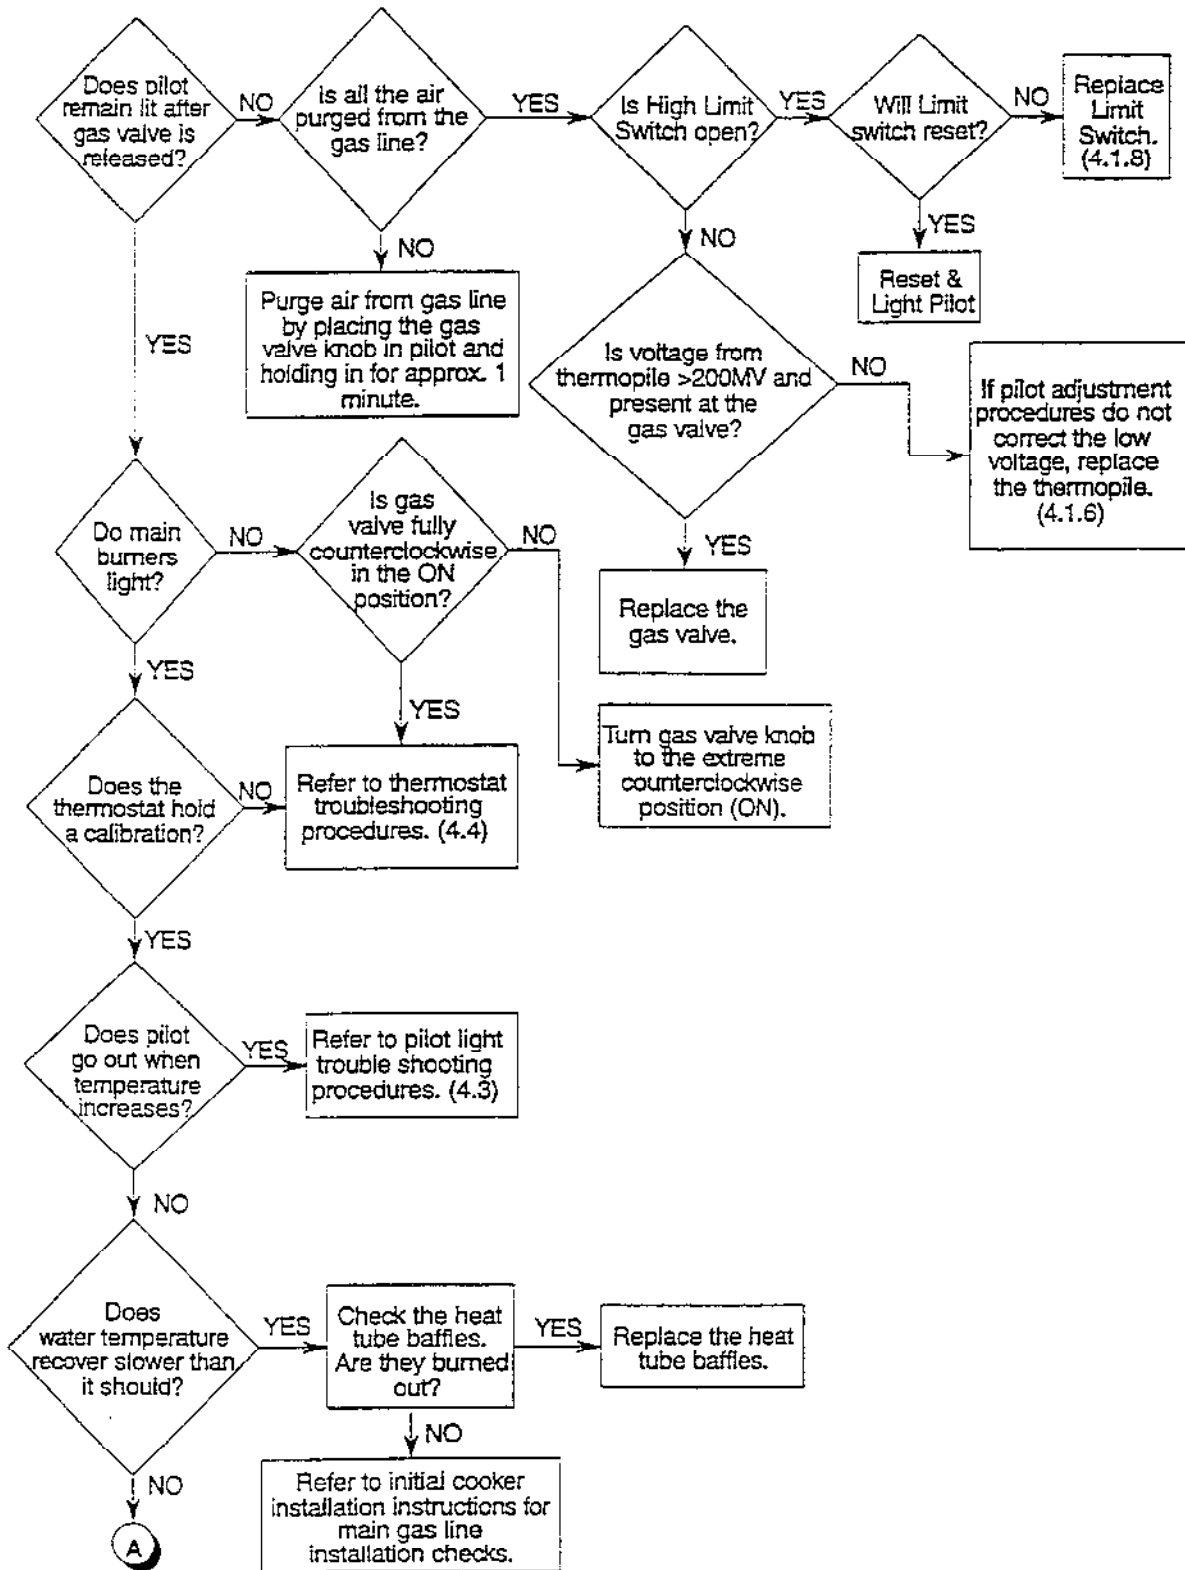 Does pilot
remain lit after
gas valve is
released?
NO
Is all the air
purged from the
gas line?
YES
Is High Limit
Switch open?
YES
Will Limit
switch reset?
NO
Replace
Limit
Switch.
(4.1.8)
YES
Reset &
Light Pilot
NO
Purge air from gas line
by placing the gas
valve knob in pilot and
holding in for approx. 1
minute.
NO
Is voltage from
thermopile >200MV and
present at the
gas valve?
NO
If pilot adjustment
procedures do not
correct the low
voltage, replace
the thermopile.
(4.1.6)
YES
Replace the
gas valve.
YES
Do main
burners
light?
NO
Is gas
valve fully
counterclockwise
in the ON
position?
NO
Turn gas valve knob
to the extreme
counterclockwise
position (ON).
YES
YES
Does the
thermostat hold
a calibration?
NO
Refer to thermostat
troubleshooting
procedures. (4.4)
YES
Does pilot
go out when
temperature
increases?
YES
Refer to pilot light
trouble shooting
procedures. (4.3)
NO
Does
water temperature
recover slower than
it should?
YES
Check the heat
tube baffles.
Are they burned
out?
YES
Replace the heat
tube baffles.
NO
Refer to initial cooker
installation instructions for
main gas line
installation checks.
NO
A